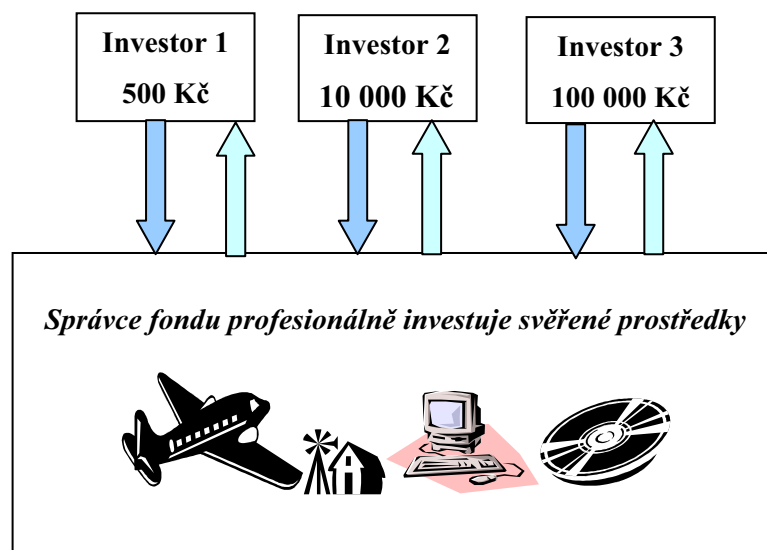 Investor 1
500 Kč
Investor 2
10 000 Kč
Investor 3
100 000 Kč
Správce fondu profesionálně investuje svěřené prostředky